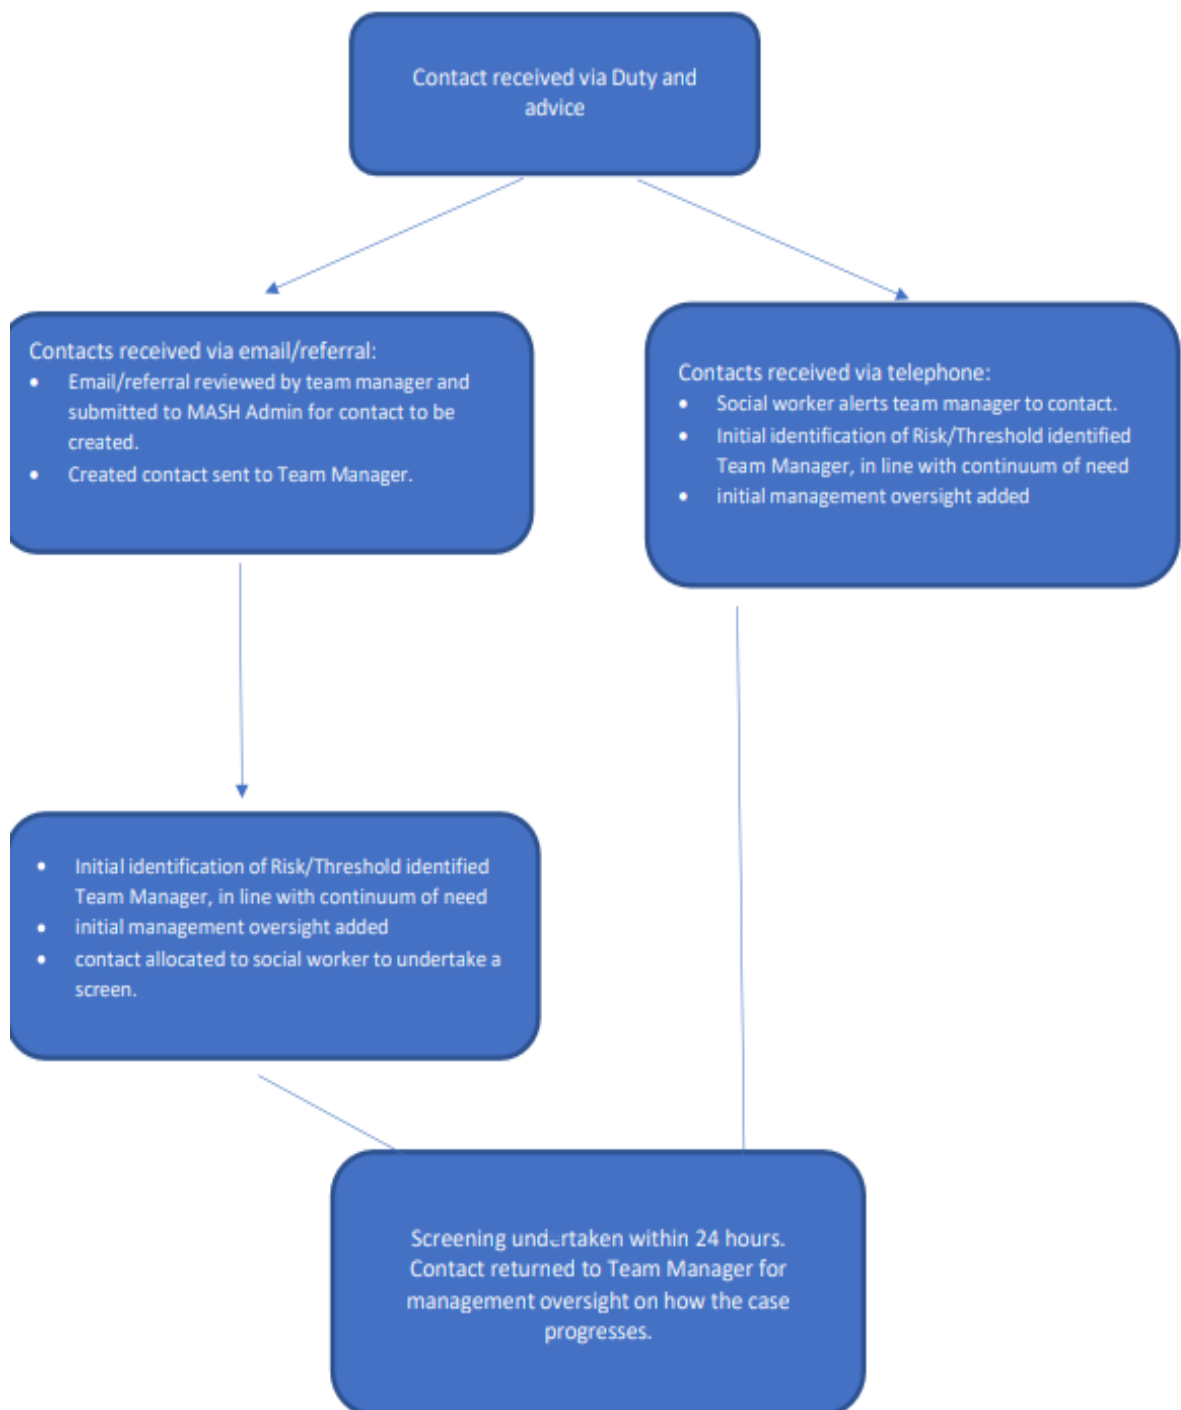 Contact received via Duty and
advice
Contacts received via email/referral:
• Email/referral reviewed by team manager and
submitted to MASH Admin for contact to be
created.
• Created contact sent to Team Manager.
Contacts received via telephone:
• Social worker alerts team manager to contact.
• Initial identification of Risk/Threshold identified
Team Manager, in line with continuum of need
• initial management oversight added
• Initial identification of Risk/Threshold identified
Team Manager, in line with continuum of need
• initial management oversight added
• contact allocated to social worker to undertake a
screen.
Screening undertaken within 24 hours.
Contact returned to Team Manager for
management oversight on how the case
progresses.